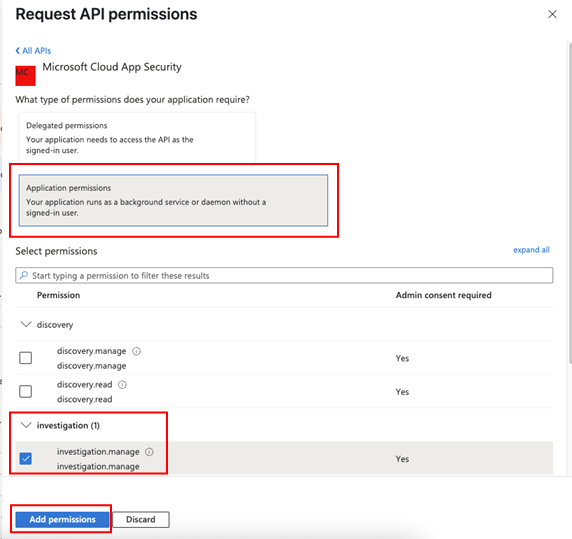 Request API permissions
All APIs
MC
Microsoft Cloud App Security
What type of permissions does your application require?
Delegated permissions
Your application needs to access the API as the
signed-in user.
Application permissions
Your application runs as a background service or daemon without a
signed-in user.
Select permissions
expand all
Start typing a permission to filter these results
Permission
Admin consent required
discovery
discovery.manage
discovery.manage
Yes
discovery.read
discovery.read
Yes
investigation (1)
investigation.manage
investigation.manage
Yes
Add permissions
Discard